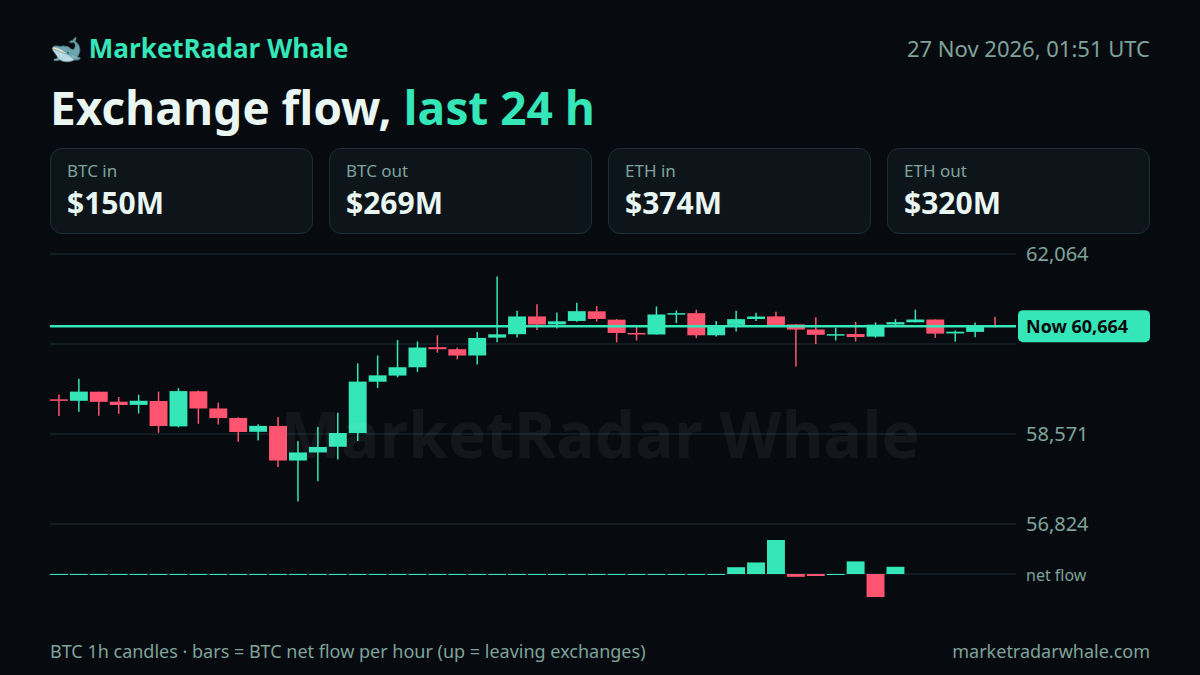 MarketRadar Whale
27 Nov 2026, 01:51 UTC
Exchange flow, last 24 h
BTC in
$150M
BTC out
$269M
ETH in
$374M
ETH out
$320M
62,064
Now 60,664
MarketRadar Whale
58,571
56,824
net flow
BTC 1h candles · bars = BTC net flow per hour (up = leaving exchanges)
marketradarwhale.com